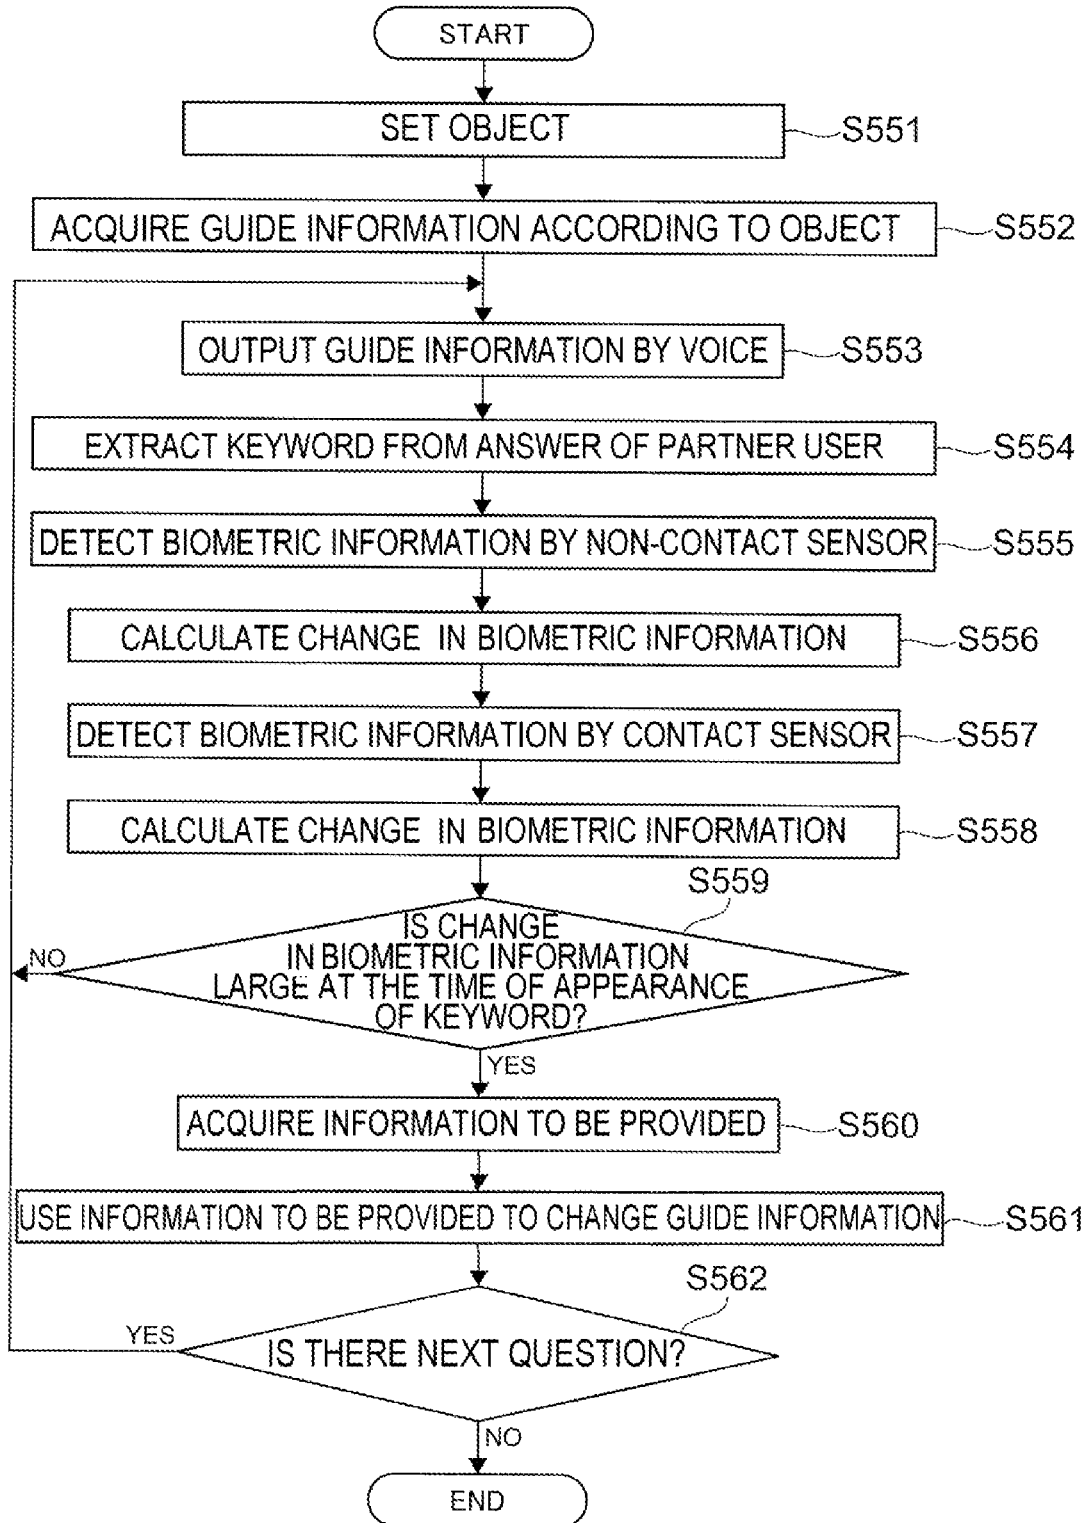 START
SET OBJECT
S551
ACQUIRE GUIDE INFORMATION ACCORDING TO OBJECT
S552
OUTPUT GUIDE INFORMATION BY VOICE
S553
EXTRACT KEYWORD FROM ANSWER OF PARTNER USER
S554
DETECT BIOMETRIC INFORMATION BY NON-CONTACT SENSOR
S555
CALCULATE CHANGE IN BIOMETRIC INFORMATION
S556
DETECT BIOMETRIC INFORMATION BY CONTACT SENSOR
S557
CALCULATE CHANGE IN BIOMETRIC INFORMATION
S558
S559
IS CHANGE
IN BIOMETRIC INFORMATION
LARGE AT THE TIME OF APPEARANCE
OF KEYWORD?
NO
YES
ACQUIRE INFORMATION TO BE PROVIDED
S560
USE INFORMATION TO BE PROVIDED TO CHANGE GUIDE INFORMATION
S561
S562
IS THERE NEXT QUESTION?
YES
NO
END